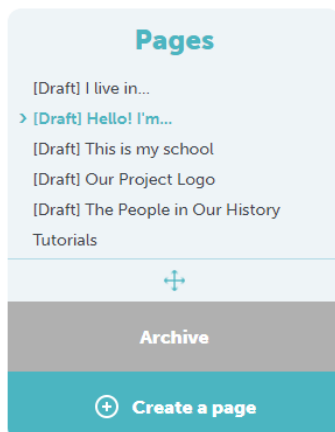 Pages
[Draft] I live in...
[Draft] Hello! I'm...
[Draft] This is my school
[Draft] Our Project Logo
[Draft] The People in Our History
Tutorials
Archive
Create a page